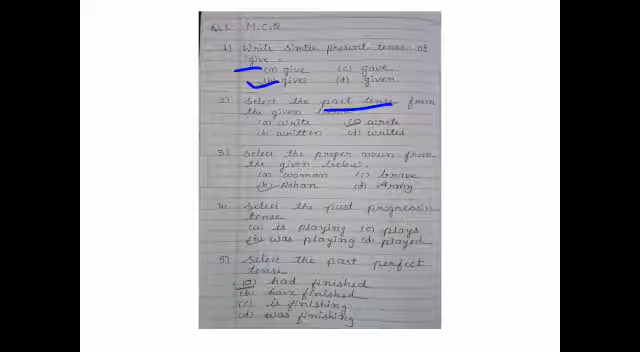 Q.1 M.C.Q
1) Write simple present tense of
"give".
(a) give (c) gave
(b) gives (d) given
2) Select the past tense from
the given
(a) write (c) wrote
(b) written (d) writes
3) Select the proper noun from
the given below.
(a) woman (c) brave
(b) Rohan (d) Army
4) Select the past progressive
tense
(a) is playing (c) plays
(b) was playing (d) played
5) Select the past perfect
tense.
(a) had finished
(b) have finished
(c) is finishing
(d) was finishing